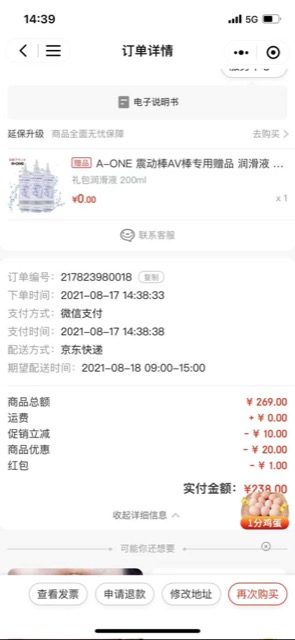 14:39
5G
订单详情
电子说明书
延保升级 商品全面无忧保障 去购买 >
赠品 A-ONE 震动棒AV棒专用赠品 润滑液 ...
礼包润滑液 200ml
¥0.00 x 1
联系客服
订单编号: 217823980018 复制
下单时间: 2021-08-17 14:38:33
支付方式: 微信支付
支付时间: 2021-08-17 14:38:38
配送方式: 京东快递
期望配送时间: 2021-08-18 09:00-15:00
商品总额 ¥ 269.00
运费 + ¥ 0.00
促销立减 - ¥ 10.00
商品优惠 - ¥ 20.00
红包 - ¥ 1.00
实付金额: ¥238.00
1分鸡蛋
收起详细信息
可能你还想要
查看发票 申请退款 修改地址 再次购买